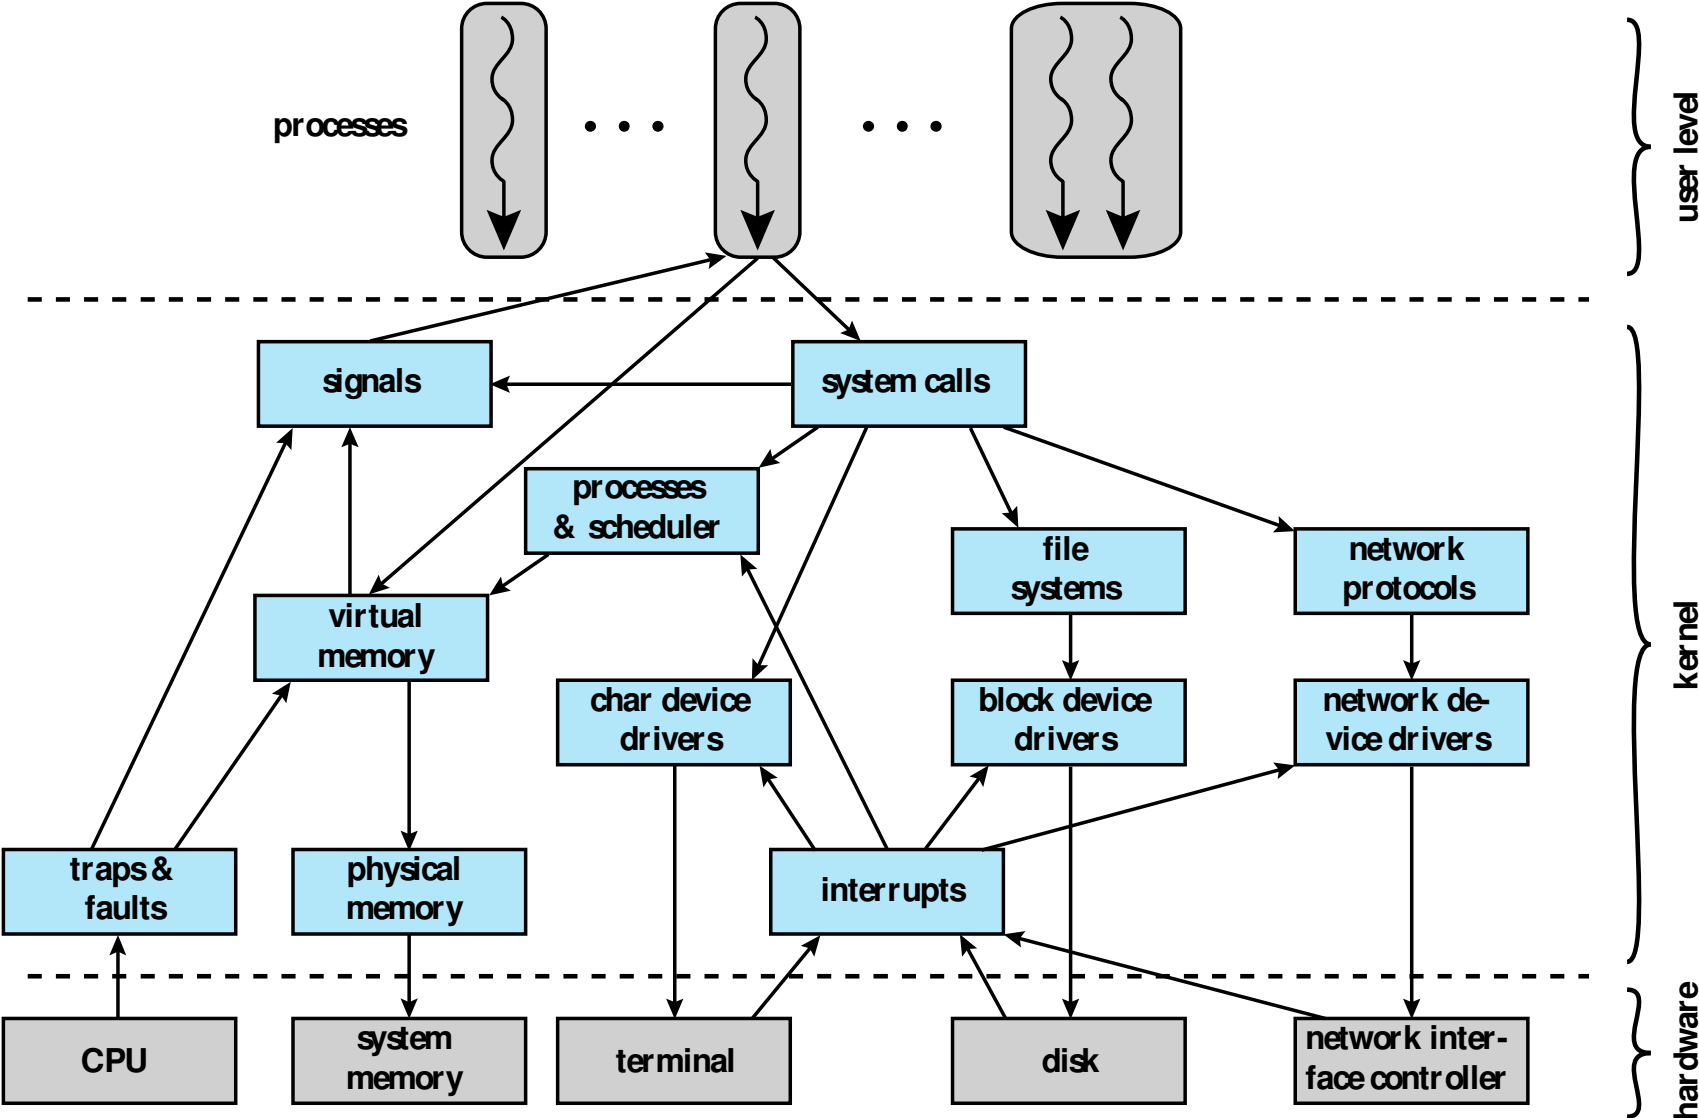 processes
user level
signals
system calls
processes
& scheduler
file
systems
network
protocols
virtual
memory
kernel
char device
drivers
block device
drivers
network de-
vice drivers
traps &
faults
physical
memory
interrupts
CPU
system
memory
terminal
disk
network inter-
face controller
hardware